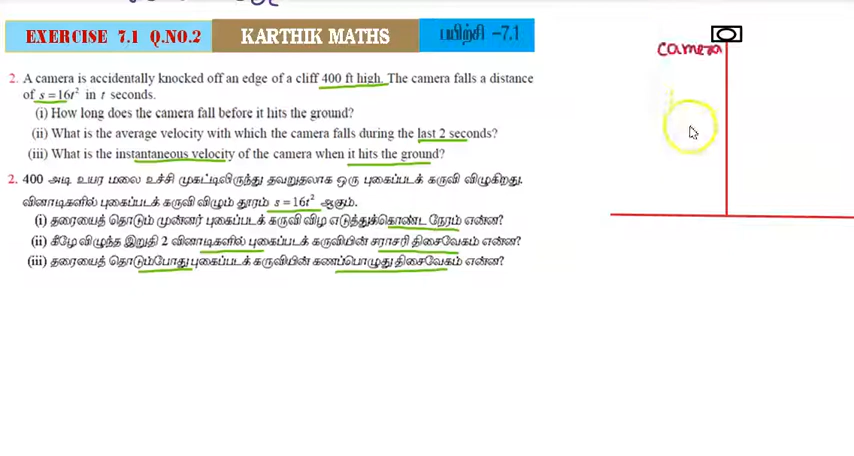 EXERCISE 7.1 Q.NO.2
KARTHIK MATHS
பயிற்சி –7.1
camera
2. A camera is accidentally knocked off an edge of a cliff 400 ft high. The camera falls a distance
of s = 16t² in t seconds.
(i) How long does the camera fall before it hits the ground?
(ii) What is the average velocity with which the camera falls during the last 2 seconds?
(iii) What is the instantaneous velocity of the camera when it hits the ground?
2. 400 அடி உயர மலை உச்சி முகட்டிலிருந்து தவறுதலாக ஒரு புகைப்படக் கருவி விழுகிறது.
வினாடிகளில் புகைப்படக் கருவி விழும் தூரம் s = 16t² ஆகும்.
(i) தரையைத் தொடும் முன்னர் புகைப்படக் கருவி விழ எடுத்துக்கொண்ட நேரம் என்ன?
(ii) கீழே விழுந்த இறுதி 2 வினாடிகளில் புகைப்படக் கருவியின் சராசரி திசைவேகம் என்ன?
(iii) தரையைத் தொடும்போது புகைப்படக் கருவியின் கணப்பொழுது திசைவேகம் என்ன?